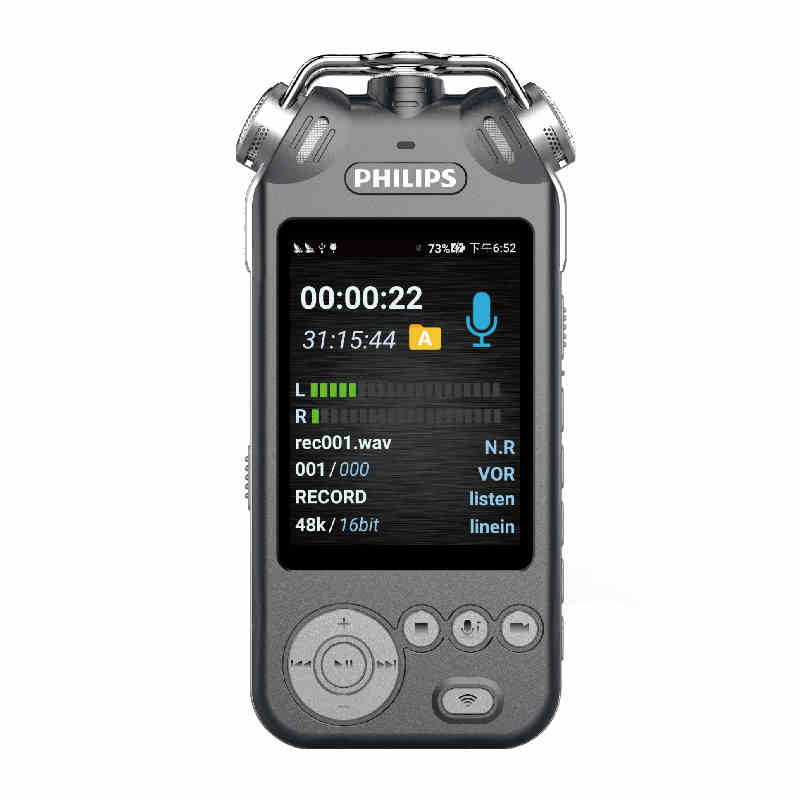 PHILIPS
73% 下午6:52
00:00:22
31:15:44 A
L
R
rec001.wav N.R
001/000 VOR
RECORD listen
48k/16bit linein